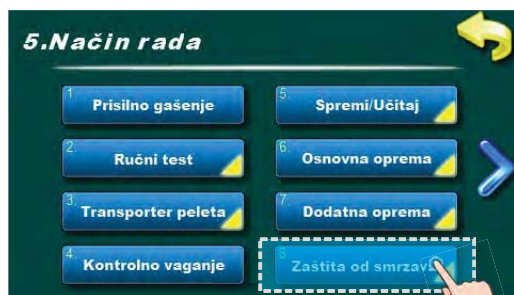 5.Način rada
1 Prisilno gašenje
2. Ručni test
3. Transporter peleta
4. Kontrolno vaganje
5. Spremi/Učitaj
6. Osnovna oprema
7. Dodatna oprema
8. Zaštita od